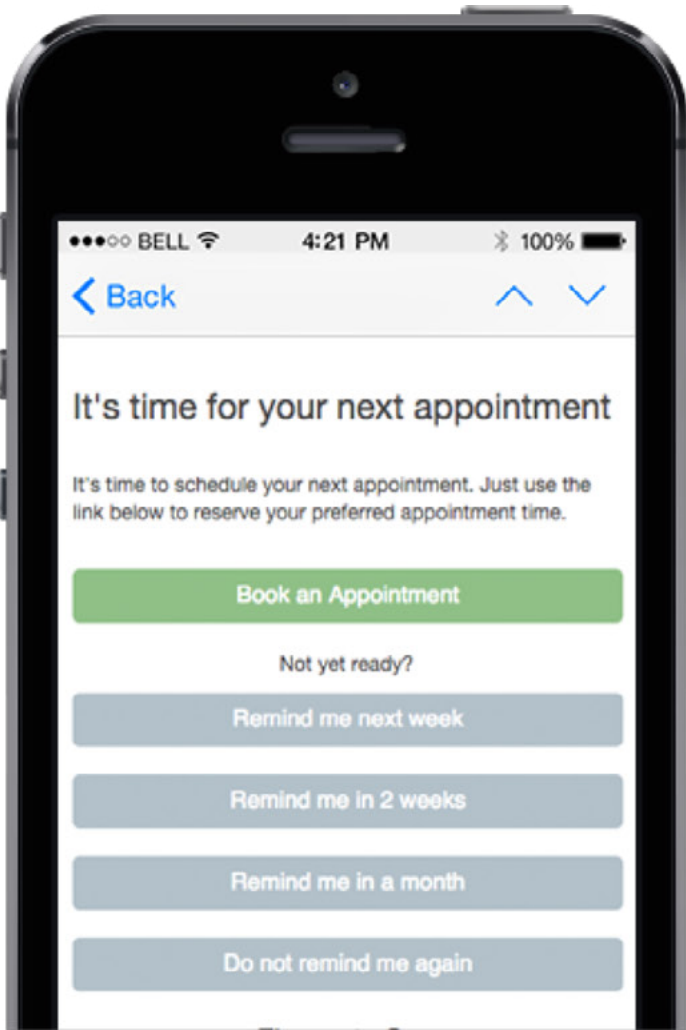 ●●●○○ BELL 4:21 PM 100%
Back
It's time for your next appointment
It's time to schedule your next appointment. Just use the
link below to reserve your preferred appointment time.
Book an Appointment
Not yet ready?
Remind me next week
Remind me in 2 weeks
Remind me in a month
Do not remind me again